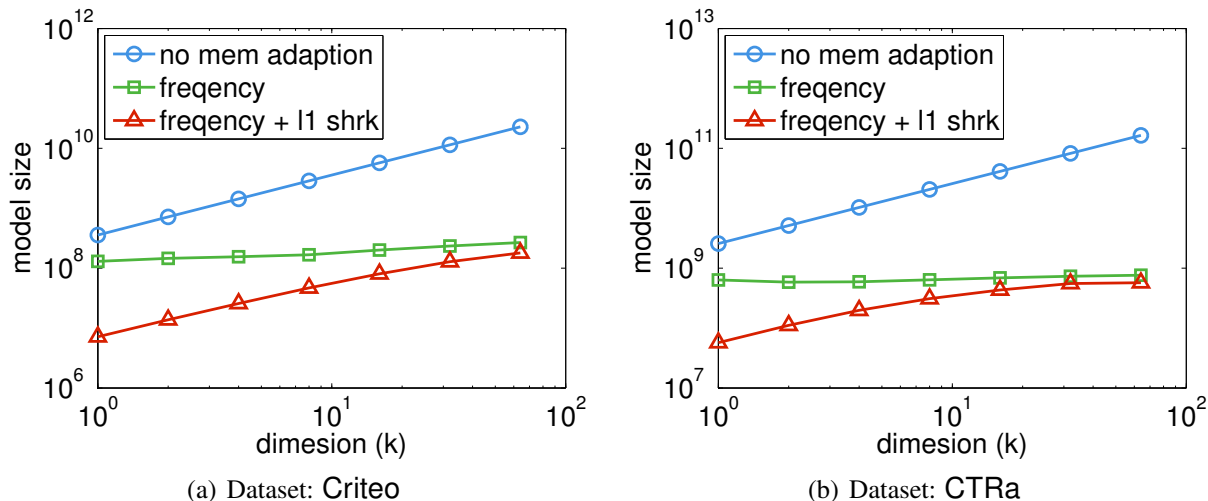 10^12
10^10
10^8
10^6
model size
no mem adaption
freqency
freqency + l1 shrk
10^0
10^1
10^2
dimesion (k)
(a) Dataset: Criteo
10^13
10^11
10^9
10^7
model size
no mem adaption
freqency
freqency + l1 shrk
10^0
10^1
10^2
dimesion (k)
(b) Dataset: CTRa